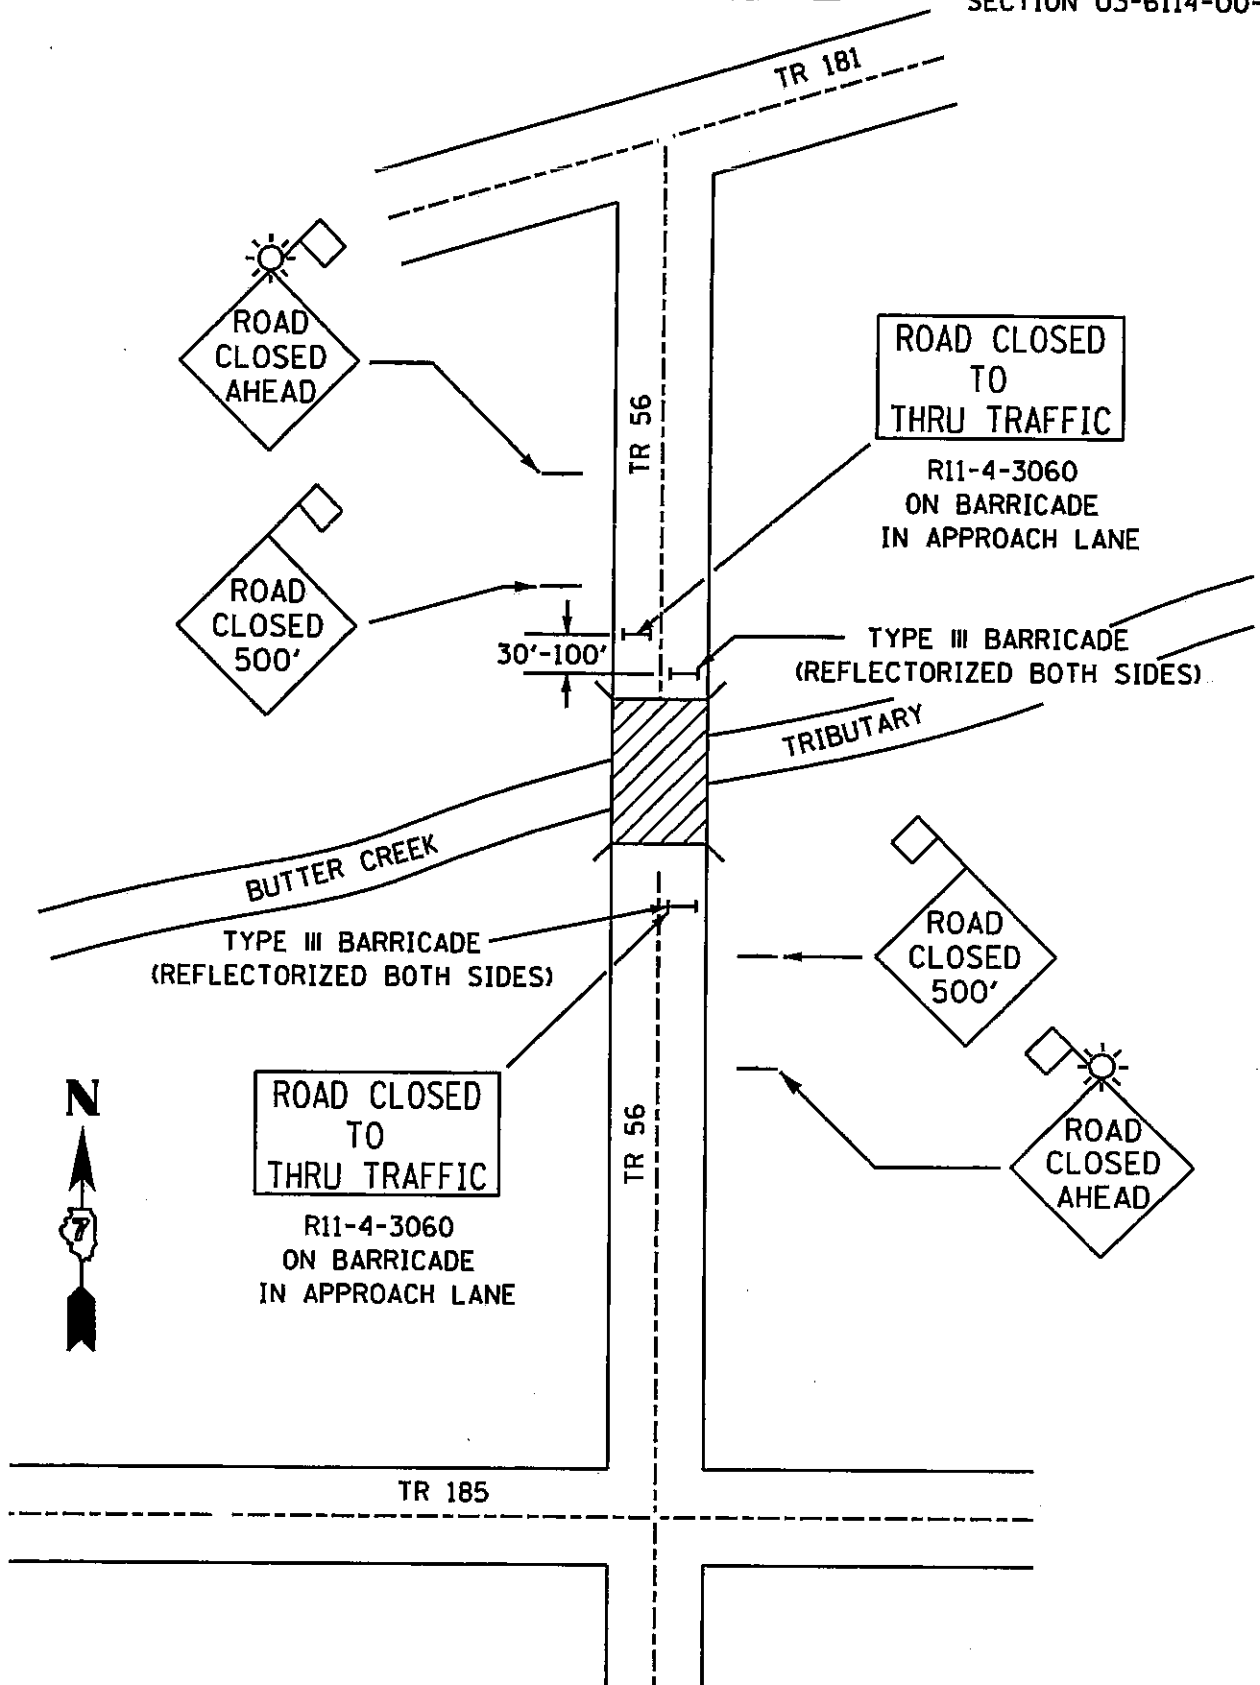 SECTION 03-6114-00-
TR 181
ROAD
CLOSED
AHEAD
ROAD CLOSED
TO
THRU TRAFFIC
TR 56
R11-4-3060
ON BARRICADE
IN APPROACH LANE
ROAD
CLOSED
500'
30'-100'
TYPE III BARRICADE
(REFLECTORIZED BOTH SIDES)
TRIBUTARY
BUTTER CREEK
TYPE III BARRICADE
(REFLECTORIZED BOTH SIDES)
ROAD
CLOSED
500'
N
7
ROAD CLOSED
TO
THRU TRAFFIC
TR 56
ROAD
CLOSED
AHEAD
R11-4-3060
ON BARRICADE
IN APPROACH LANE
TR 185